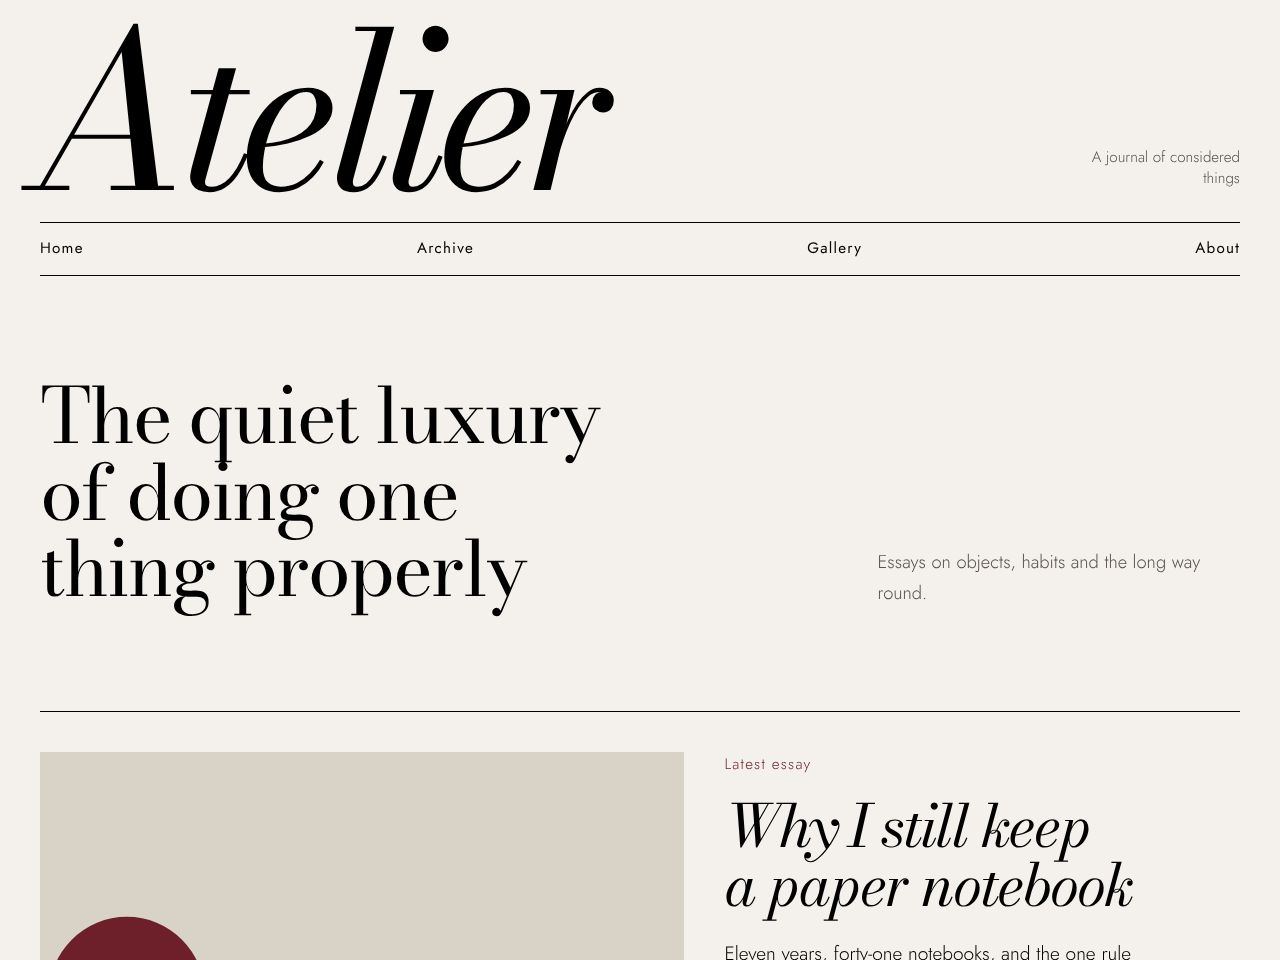 Atelier
A journal of considered
things
Home
Archive
Gallery
About
The quiet luxury
of doing one
thing properly
Essays on objects, habits and the long way
round.
Latest essay
Why I still keep
a paper notebook
Eleven years, forty-one notebooks, and the one rule